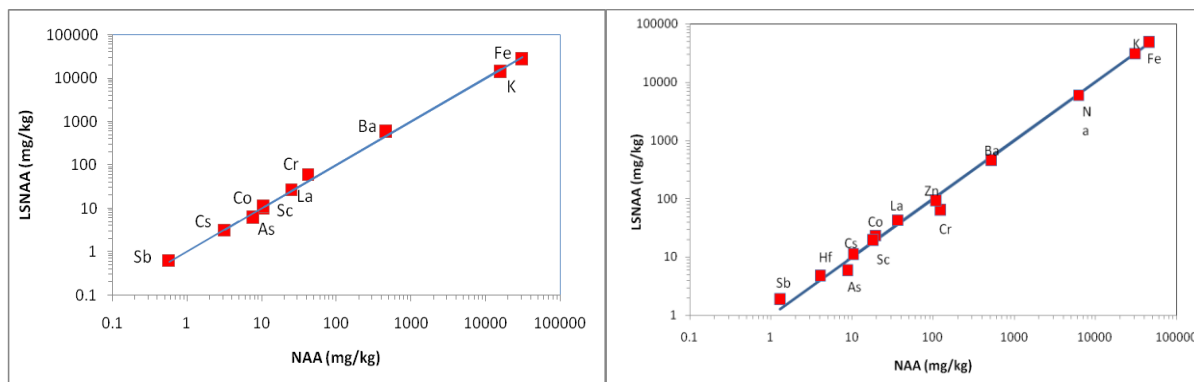 100000
10000
1000
100
10
1
0.1
LSNAA (mg/kg)
Fe
K
Ba
Cr
La
Co
Sc
Cs
As
Sb
0.1 1 10 100 1000 10000 100000
NAA (mg/kg)
100000
10000
1000
100
10
1
LSNAA (mg/kg)
K
Fe
N
a
Ba
Zn
Cr
La
Co
Cs
Sc
Hf
As
Sb
0.1 1 10 100 1000 10000 100000
NAA (mg/kg)